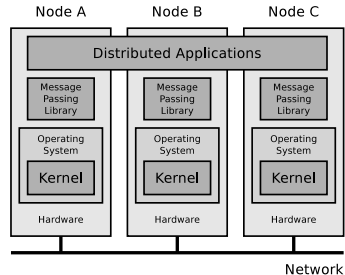 Node A
Node B
Node C
Distributed Applications
Message
Passing
Library
Message
Passing
Library
Message
Passing
Library
Operating
System
Operating
System
Operating
System
Kernel
Kernel
Kernel
Hardware
Hardware
Hardware
Network